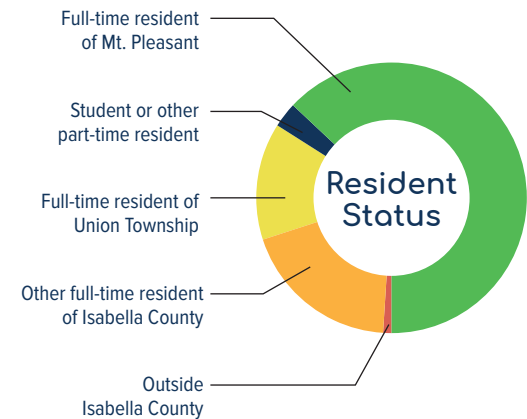 Full-time resident
of Mt. Pleasant
Student or other
part-time resident
Full-time resident of
Union Township
Other full-time resident
of Isabella County
Outside
Isabella County
Resident
Status